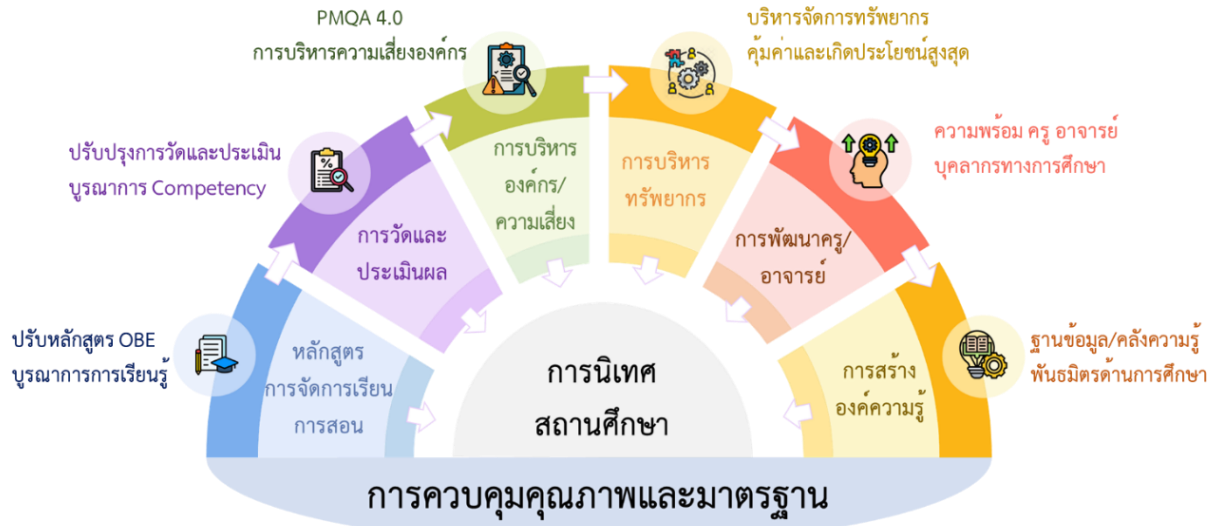 PMQA 4.0
การบริหารความเสี่ยงองค์กร
บริหารจัดการทรัพยากร
คุ้มค่าและเกิดประโยชน์สูงสุด
ปรับปรุงการวัดและประเมิน
บูรณาการ Competency
ความพร้อม ครู อาจารย์
บุคลากรทางการศึกษา
ปรับหลักสูตร OBE
บูรณาการการเรียนรู้
ฐานข้อมูล/คลังความรู้
พันธมิตรด้านการศึกษา
หลักสูตร
การจัดการเรียน
การสอน
การวัดและ
ประเมินผล
การบริหาร
องค์กร/
ความเสี่ยง
การบริหาร
ทรัพยากร
การพัฒนาครู/
อาจารย์
การสร้าง
องค์ความรู้
การนิเทศ
สถานศึกษา
การควบคุมคุณภาพและมาตรฐาน